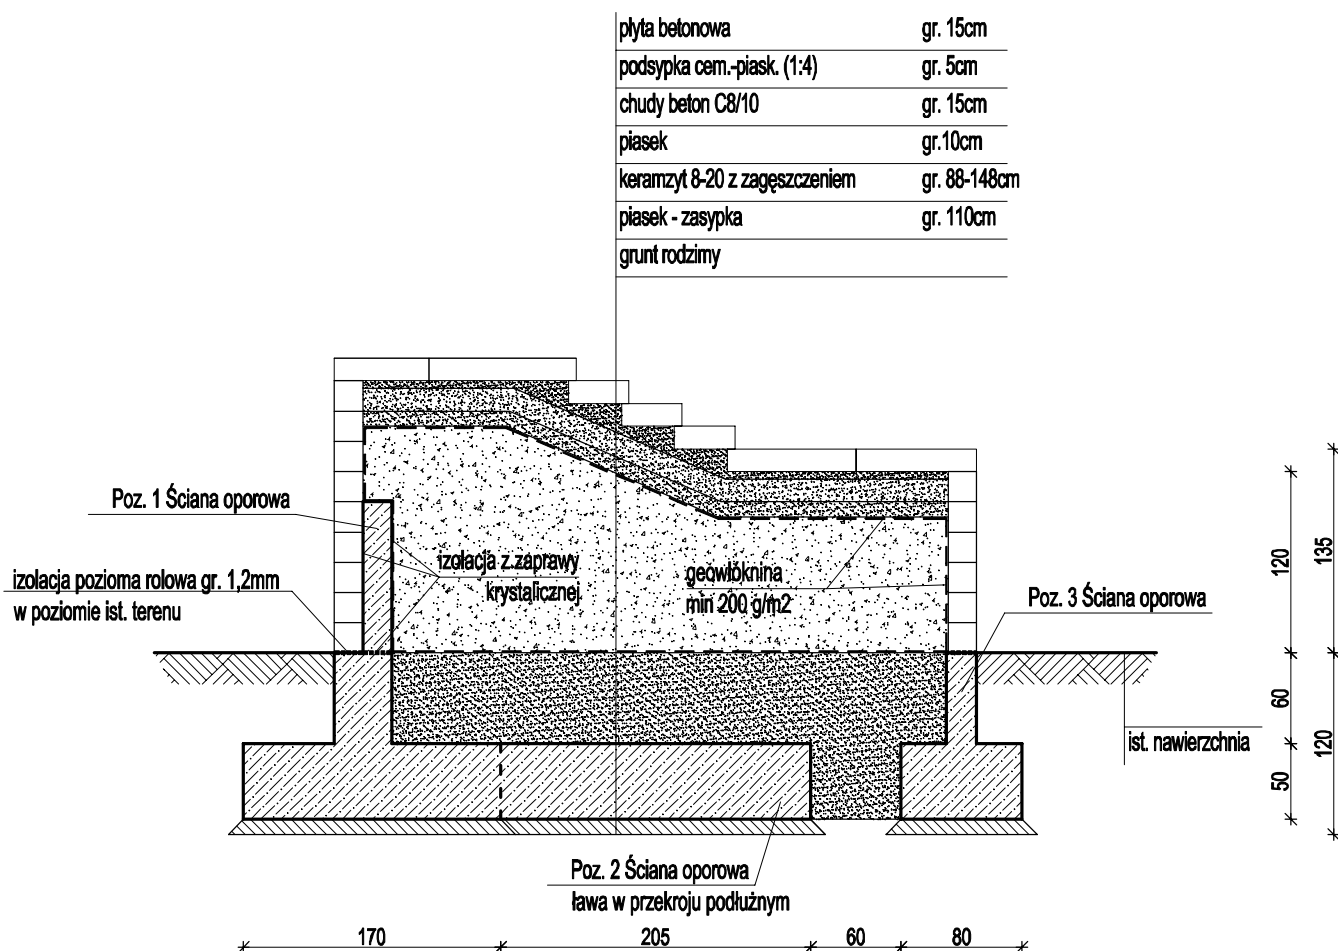 płyta betonowa gr. 15cm
podsypka cem.-piask. (1:4) gr. 5cm
chudy beton C8/10 gr. 15cm
piasek gr.10cm
keramzyt 8-20 z zagęszczeniem gr. 88-148cm
piasek - zasypka gr. 110cm
grunt rodzimy
Poz. 1 Ściana oporowa
izolacja z zaprawy
krystalicznej
izolacja pozioma rolowa gr. 1,2mm
w poziomie ist. terenu
geowłóknina
min 200 g/m2
Poz. 3 Ściana oporowa
ist. nawierzchnia
120
135
60
50
120
Poz. 2 Ściana oporowa
ława w przekroju podłużnym
170 205 60 80